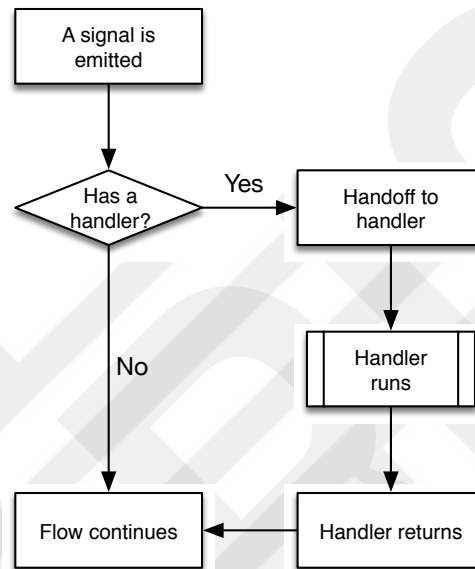 A signal is
emitted
Has a
handler?
Yes
Handoff to
handler
Handler
runs
No
Flow continues
Handler returns